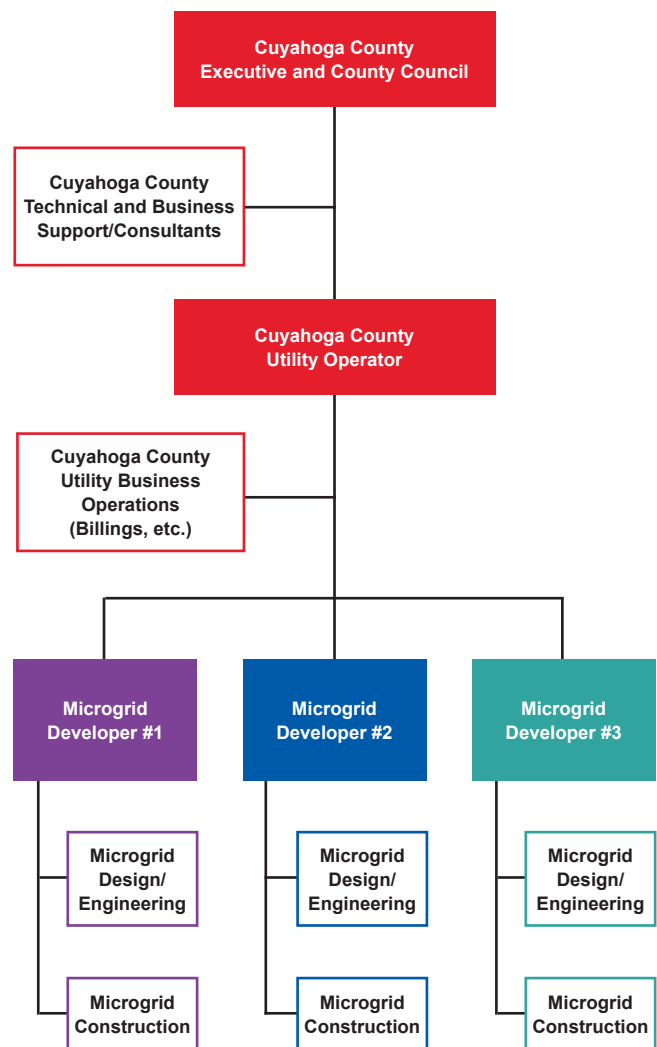 Cuyahoga County
Executive and County Council
Cuyahoga County
Technical and Business
Support/Consultants
Cuyahoga County
Utility Operator
Cuyahoga County
Utility Business
Operations
(Billings, etc.)
Microgrid
Developer #1
Microgrid
Developer #2
Microgrid
Developer #3
Microgrid
Design/
Engineering
Microgrid
Design/
Engineering
Microgrid
Design/
Engineering
Microgrid
Construction
Microgrid
Construction
Microgrid
Construction